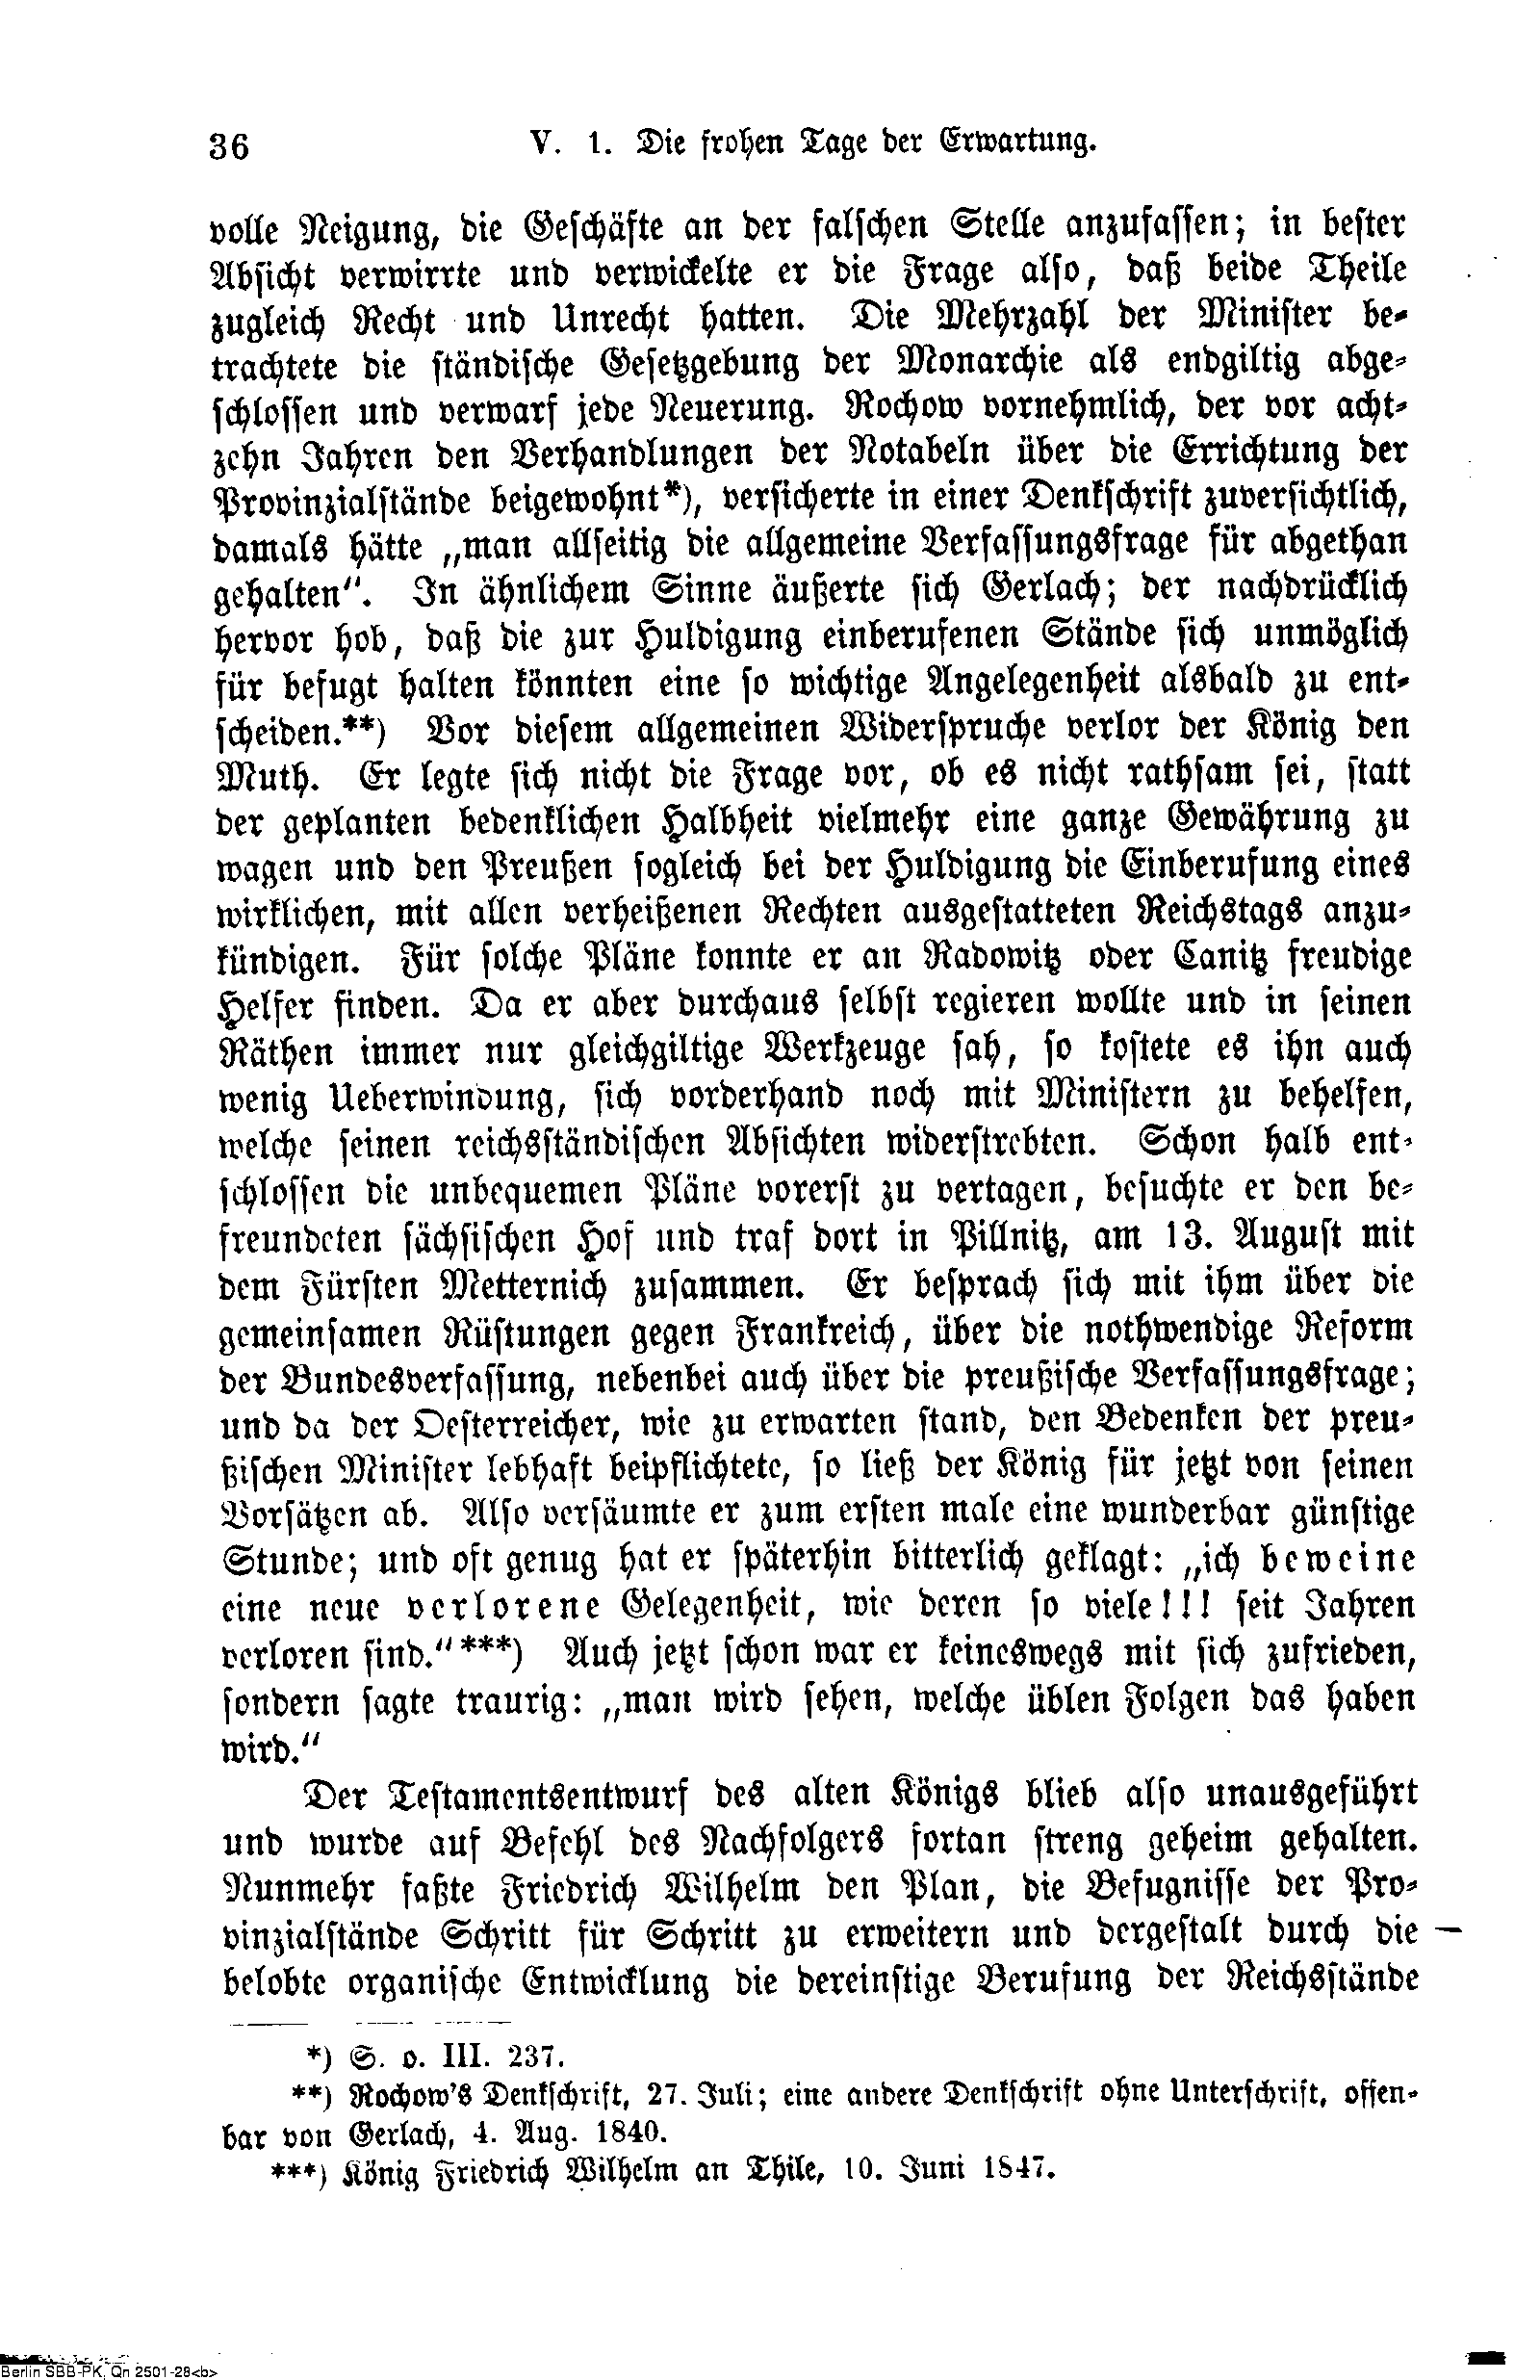 36 V. 1. Die frohen Tage der Erwartung.
volle Neigung, die Geschäfte an der falschen Stelle anzufassen; in bester
Absicht verwirrte und verwickelte er die Frage also, daß beide Theile
zugleich Recht und Unrecht hatten. Die Mehrzahl der Minister be-
trachtete die ständische Gesetzgebung der Monarchie als endgiltig abge-
schlossen und verwarf jede Neuerung. Rochow vornehmlich, der vor acht-
zehn Jahren den Verhandlungen der Notabeln über die Errichtung der
Provinzialstände beigewohnt*), versicherte in einer Denkschrift zuversichtlich,
damals hätte „man allseitig die allgemeine Verfassungsfrage für abgethan
gehalten“. In ähnlichem Sinne äußerte sich Gerlach; der nachdrücklich
hervor hob, daß die zur Huldigung einberufenen Stände sich unmöglich
für befugt halten könnten eine so wichtige Angelegenheit alsbald zu ent-
scheiden.**) Vor diesem allgemeinen Widerspruche verlor der König den
Muth. Er legte sich nicht die Frage vor, ob es nicht rathsam sei, statt
der geplanten bedenklichen Halbheit vielmehr eine ganze Gewährung zu
wagen und den Preußen sogleich bei der Huldigung die Einberufung eines
wirklichen, mit allen verheißenen Rechten ausgestatteten Reichstags anzu-
kündigen. Für solche Pläne konnte er an Radowitz oder Canitz freudige
Helfer finden. Da er aber durchaus selbst regieren wollte und in seinen
Räthen immer nur gleichgiltige Werkzeuge sah, so kostete es ihn auch
wenig Ueberwindung, sich vorderhand noch mit Ministern zu behelfen,
welche seinen reichsständischen Absichten widerstrebten. Schon halb ent-
schlossen die unbequemen Pläne vorerst zu vertagen, besuchte er den be-
freundeten sächsischen Hof und traf dort in Pillnitz, am 13. August mit
dem Fürsten Metternich zusammen. Er besprach sich mit ihm über die
gemeinsamen Rüstungen gegen Frankreich, über die nothwendige Reform
der Bundesverfassung, nebenbei auch über die preußische Verfassungsfrage;
und da der Oesterreicher, wie zu erwarten stand, den Bedenken der preu-
ßischen Minister lebhaft beipflichtete, so ließ der König für jetzt von seinen
Vorsätzen ab. Also versäumte er zum ersten male eine wunderbar günstige
Stunde; und oft genug hat er späterhin bitterlich geklagt: „ich beweine
eine neue verlorene Gelegenheit, wie deren so viele!!! seit Jahren
verloren sind.“***) Auch jetzt schon war er keineswegs mit sich zufrieden,
sondern sagte traurig: „man wird sehen, welche üblen Folgen das haben
wird.“
Der Testamentsentwurf des alten Königs blieb also unausgeführt
und wurde auf Befehl des Nachfolgers fortan streng geheim gehalten.
Nunmehr faßte Friedrich Wilhelm den Plan, die Befugnisse der Pro-
vinzialstände Schritt für Schritt zu erweitern und dergestalt durch die
belobte organische Entwicklung die dereinstige Berufung der Reichsstände
*) S. o. III. 237.
**) Rochow's Denkschrift, 27. Juli; eine andere Denkschrift ohne Unterschrift, offen-
bar von Gerlach, 4. Aug. 1840.
***) König Friedrich Wilhelm an Thile, 10. Juni 1847.
Berlin SBB-PK, Qn 2501-28<b>